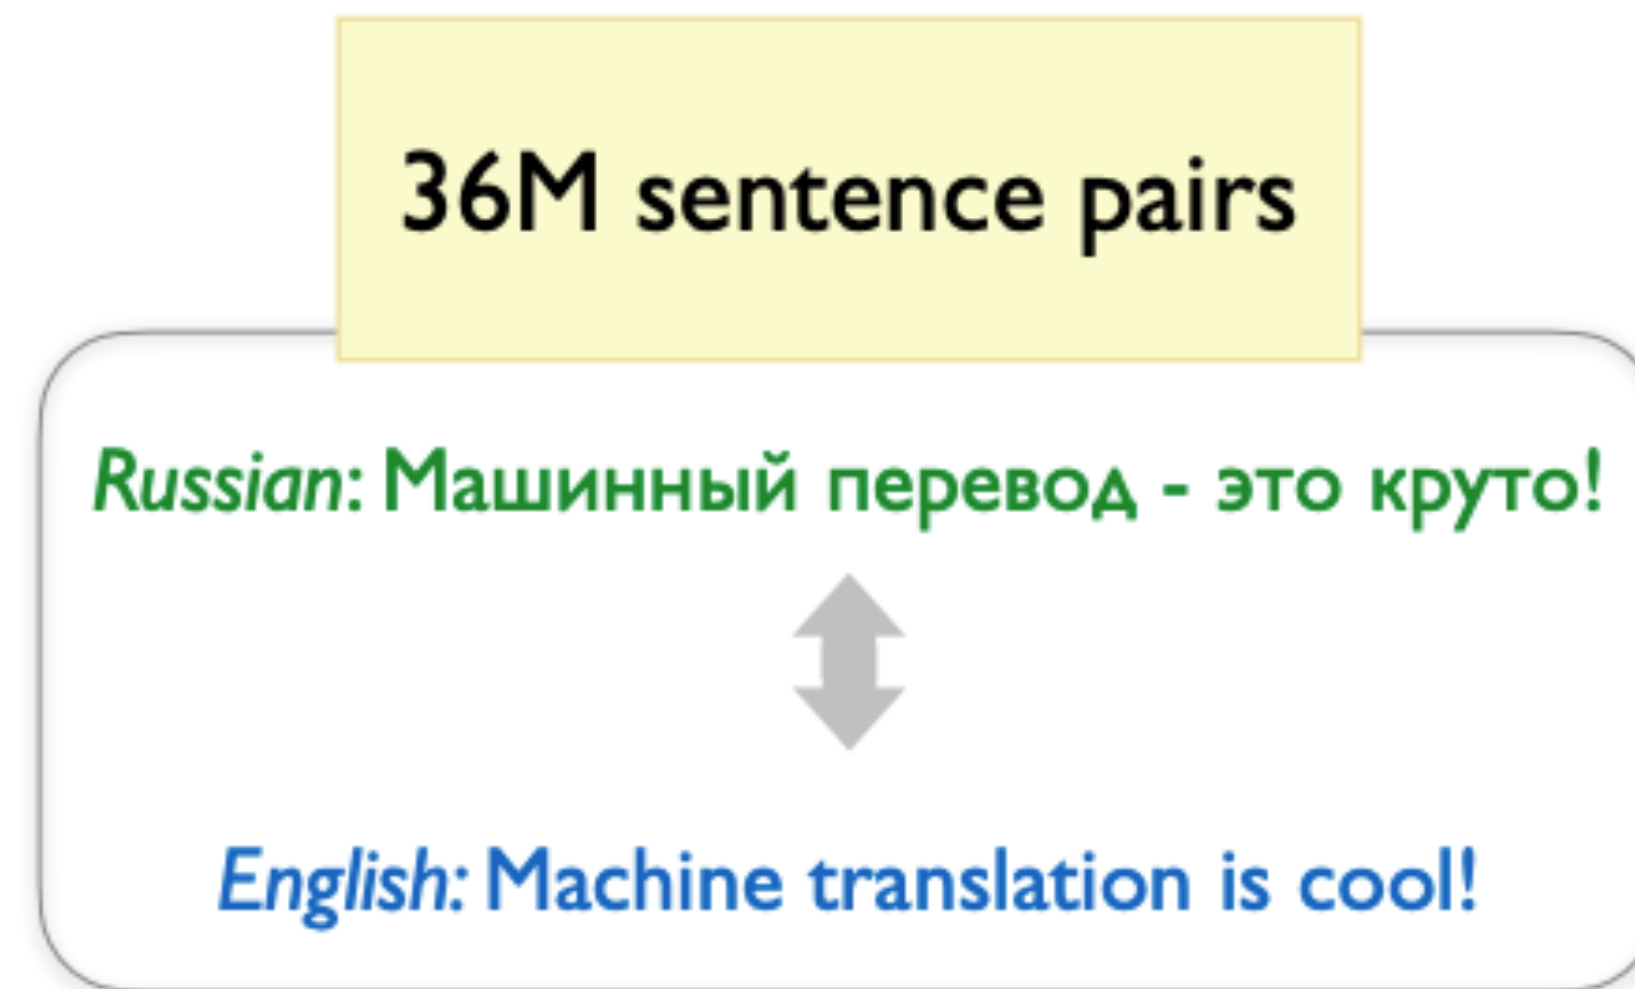 36M sentence pairs
Russian: Машинный перевод - это круто!
English: Machine translation is cool!